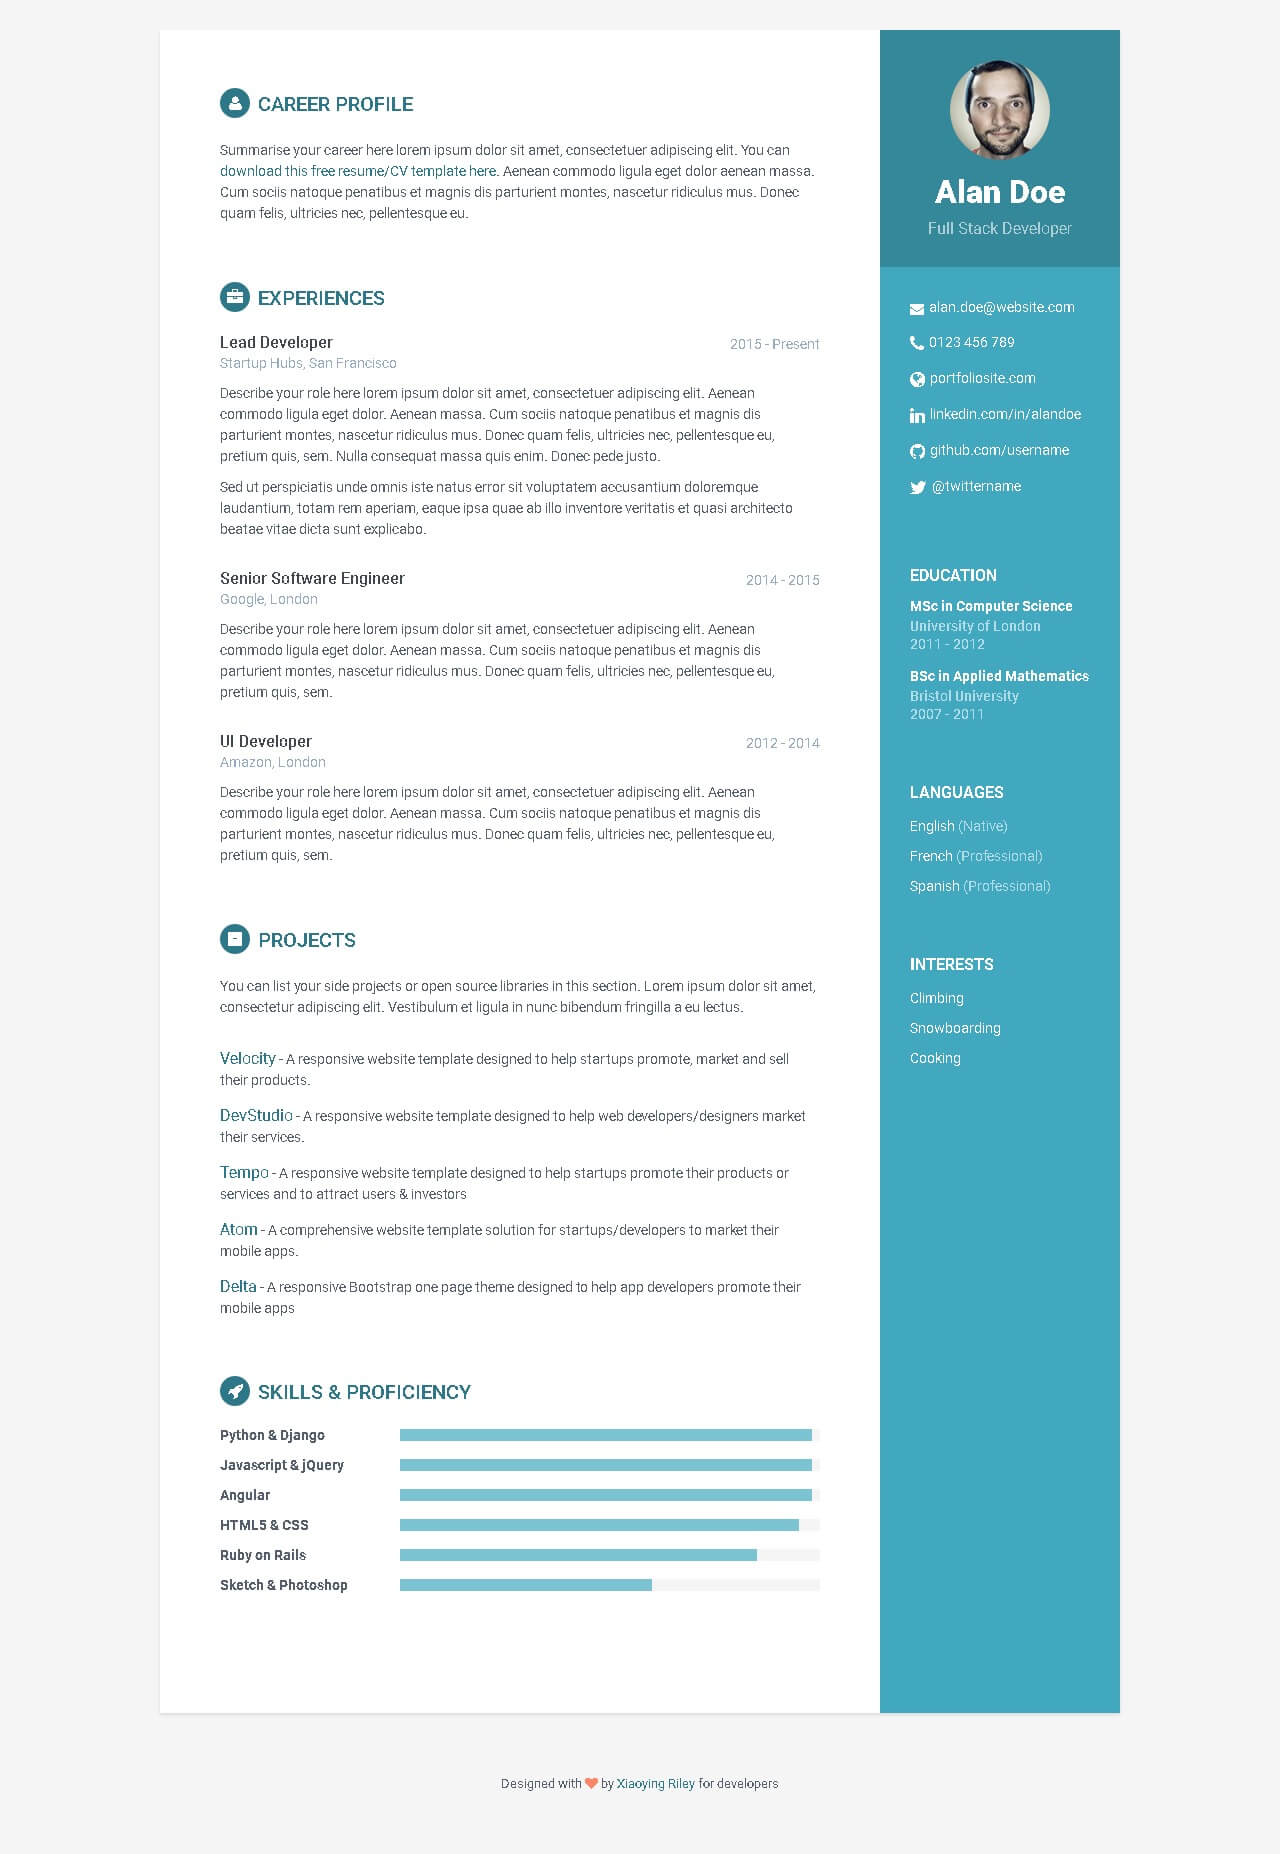 CAREER PROFILE
Summarise your career here lorem ipsum dolor sit amet, consectetuer adipiscing elit. You can
download this free resume/CV template here. Aenean commodo ligula eget dolor aenean massa.
Cum sociis natoque penatibus et magnis dis parturient montes, nascetur ridiculus mus. Donec
quam felis, ultricies nec, pellentesque eu.
EXPERIENCES
Lead Developer
2015 - Present
Startup Hubs, San Francisco
Describe your role here lorem ipsum dolor sit amet, consectetuer adipiscing elit. Aenean
commodo ligula eget dolor. Aenean massa. Cum sociis natoque penatibus et magnis dis
parturient montes, nascetur ridiculus mus. Donec quam felis, ultricies nec, pellentesque eu,
pretium quis, sem. Nulla consequat massa quis enim. Donec pede justo.
Sed ut perspiciatis unde omnis iste natus error sit voluptatem accusantium doloremque
laudantium, totam rem aperiam, eaque ipsa quae ab illo inventore veritatis et quasi architecto
beatae vitae dicta sunt explicabo.
Senior Software Engineer
2014 - 2015
Google, London
Describe your role here lorem ipsum dolor sit amet, consectetuer adipiscing elit. Aenean
commodo ligula eget dolor. Aenean massa. Cum sociis natoque penatibus et magnis dis
parturient montes, nascetur ridiculus mus. Donec quam felis, ultricies nec, pellentesque eu,
pretium quis, sem.
UI Developer
2012 - 2014
Amazon, London
Describe your role here lorem ipsum dolor sit amet, consectetuer adipiscing elit. Aenean
commodo ligula eget dolor. Aenean massa. Cum sociis natoque penatibus et magnis dis
parturient montes, nascetur ridiculus mus. Donec quam felis, ultricies nec, pellentesque eu,
pretium quis, sem.
PROJECTS
You can list your side projects or open source libraries in this section. Lorem ipsum dolor sit amet,
consectetur adipiscing elit. Vestibulum et ligula in nunc bibendum fringilla a eu lectus.
Velocity - A responsive website template designed to help startups promote, market and sell
their products.
DevStudio - A responsive website template designed to help web developers/designers market
their services.
Tempo - A responsive website template designed to help startups promote their products or
services and to attract users & investors
Atom - A comprehensive website template solution for startups/developers to market their
mobile apps.
Delta - A responsive Bootstrap one page theme designed to help app developers promote their
mobile apps
SKILLS & PROFICIENCY
Python & Django
Javascript & jQuery
Angular
HTML5 & CSS
Ruby on Rails
Sketch & Photoshop
Alan Doe
Full Stack Developer
alan.doe@website.com
0123 456 789
portfoliosite.com
linkedin.com/in/alandoe
github.com/username
@twittername
EDUCATION
MSc in Computer Science
University of London
2011 - 2012
BSc in Applied Mathematics
Bristol University
2007 - 2011
LANGUAGES
English (Native)
French (Professional)
Spanish (Professional)
INTERESTS
Climbing
Snowboarding
Cooking
Designed with by Xiaoying Riley for developers